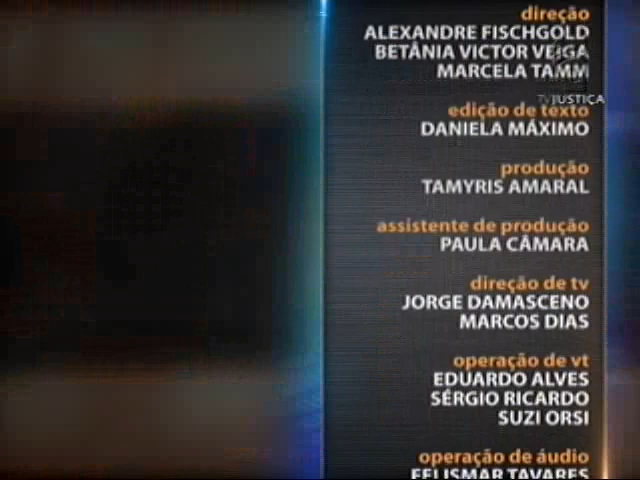 direção
ALEXANDRE FISCHGOLD
BETÂNIA VICTOR VEIGA
MARCELA TAMM
TV JUSTIÇA
edição de texto
DANIELA MÁXIMO
produção
TAMYRIS AMARAL
assistente de produção
PAULA CÂMARA
direção de tv
JORGE DAMASCENO
MARCOS DIAS
operação de vt
EDUARDO ALVES
SÉRGIO RICARDO
SUZI ORSI
operação de áudio
FELISMAR TAVARES